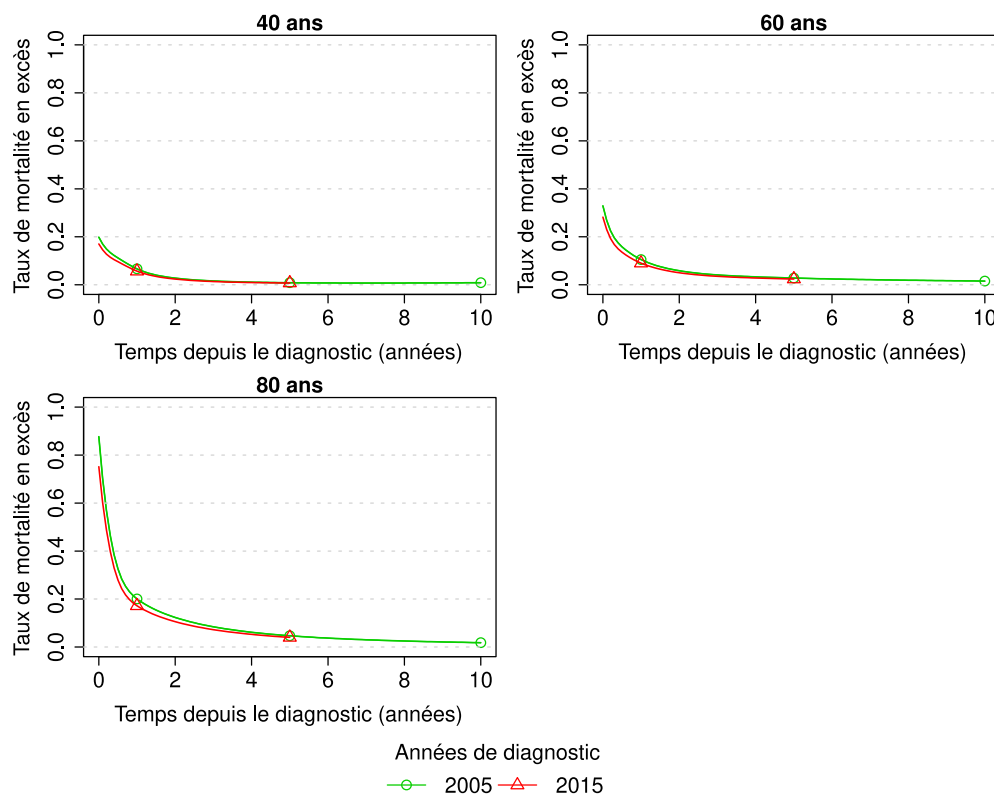 40 ans
Taux de mortalité en excès
0.0 0.2 0.4 0.6 0.8 1.0
0 2 4 6 8 10
Temps depuis le diagnostic (années)
60 ans
Taux de mortalité en excès
0.0 0.2 0.4 0.6 0.8 1.0
0 2 4 6 8 10
Temps depuis le diagnostic (années)
80 ans
Taux de mortalité en excès
0.0 0.2 0.4 0.6 0.8 1.0
0 2 4 6 8 10
Temps depuis le diagnostic (années)
Années de diagnostic
2005 2015